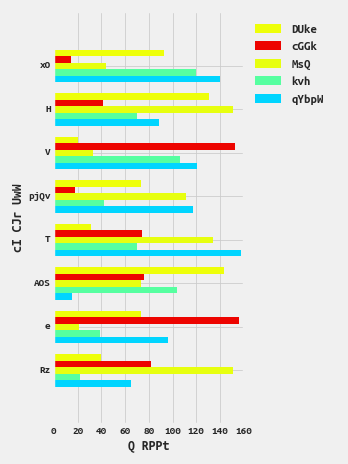 DUke
cGGk
MsQ
kvh
qYbpW
xO
H
V
pjQv
T
AOS
e
Rz
cI CJr UwW
0 20 40 60 80 100 120 140 160
Q RPPt